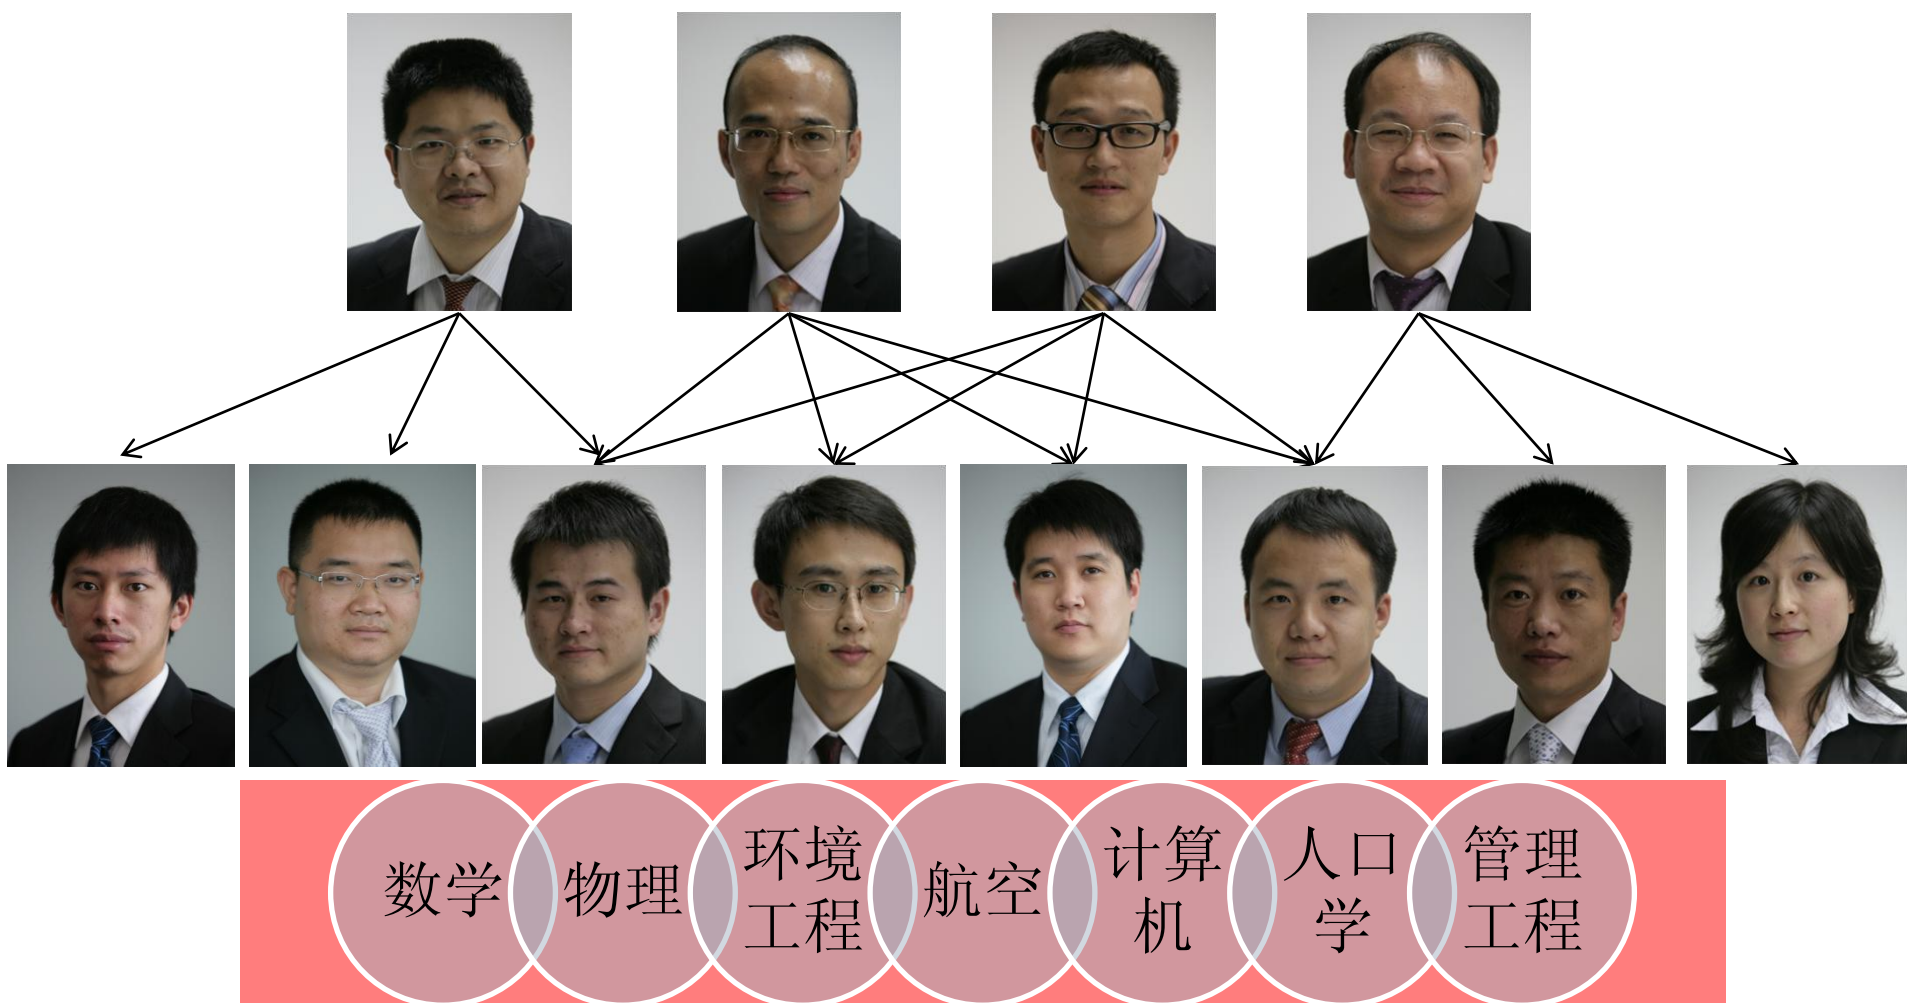 数学
物理
环境
工程
航空
计算
机
人口
学
管理
工程